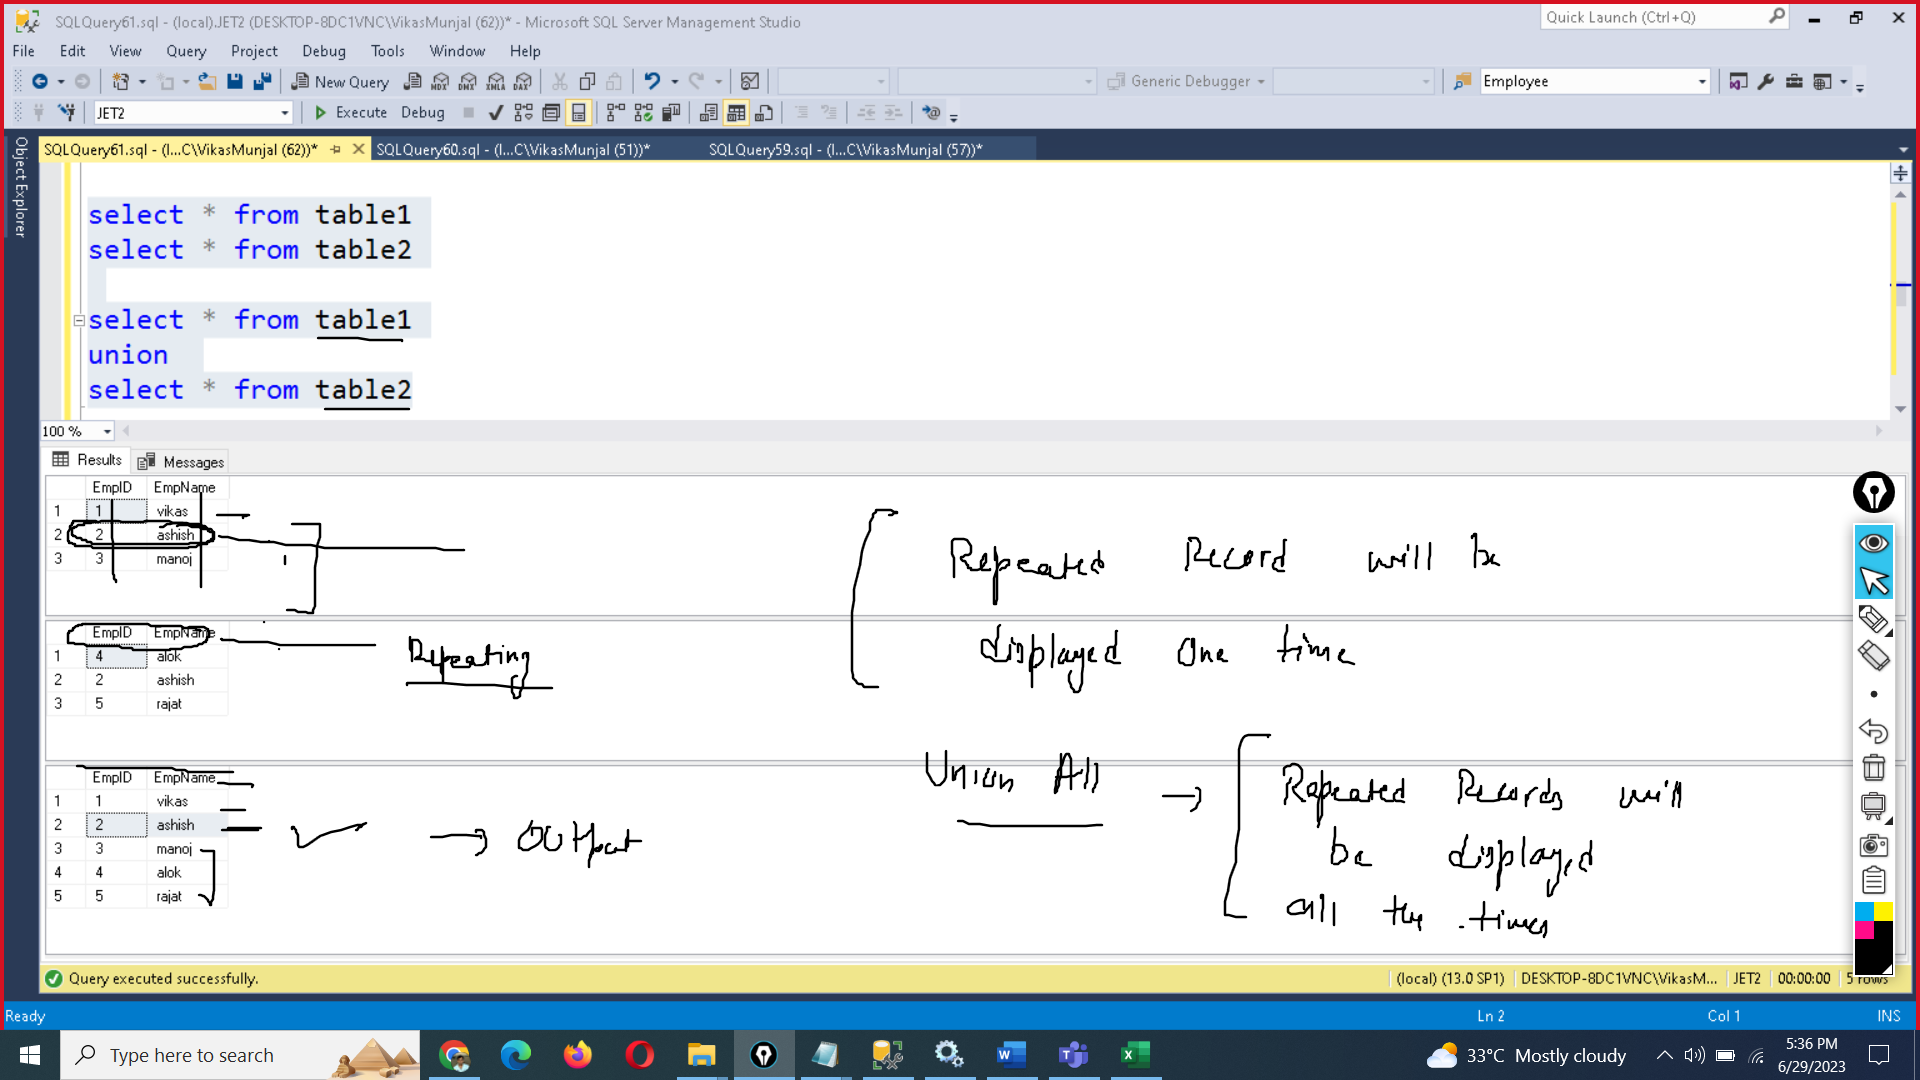 SQLQuery61.sql - (local).JET2 (DESKTOP-8DC1VNC\VikasMunjal (62))* - Microsoft SQL Server Management Studio
Quick Launch (Ctrl+Q)
File Edit View Query Project Debug Tools Window Help
New Query MDX DMX XMLA DAX Generic Debugger Employee
JET2 Execute Debug
Object Explorer
SQLQuery61.sql - (l...C\VikasMunjal (62))* SQLQuery60.sql - (l...C\VikasMunjal (51))* SQLQuery59.sql - (l...C\VikasMunjal (57))*
select * from table1
select * from table2
select * from table1
union
select * from table2
100 %
Results Messages
EmpID EmpName
1 1 vikas
2 2 ashish
3 3 manoj
Repeated Record will be
displayed one time
EmpID EmpName
1 4 alok
2 2 ashish
3 5 rajat
Repeating
Union All → Repeated Records will
be displayed
all the times
EmpID EmpName
1 1 vikas
2 2 ashish
3 3 manoj
4 4 alok
5 5 rajat
→ Output
Query executed successfully.
(local) (13.0 SP1) DESKTOP-8DC1VNC\VikasM... JET2 00:00:00 5 rows
Ready Ln 2 Col 1 INS
Type here to search
33°C Mostly cloudy
5:36 PM
6/29/2023